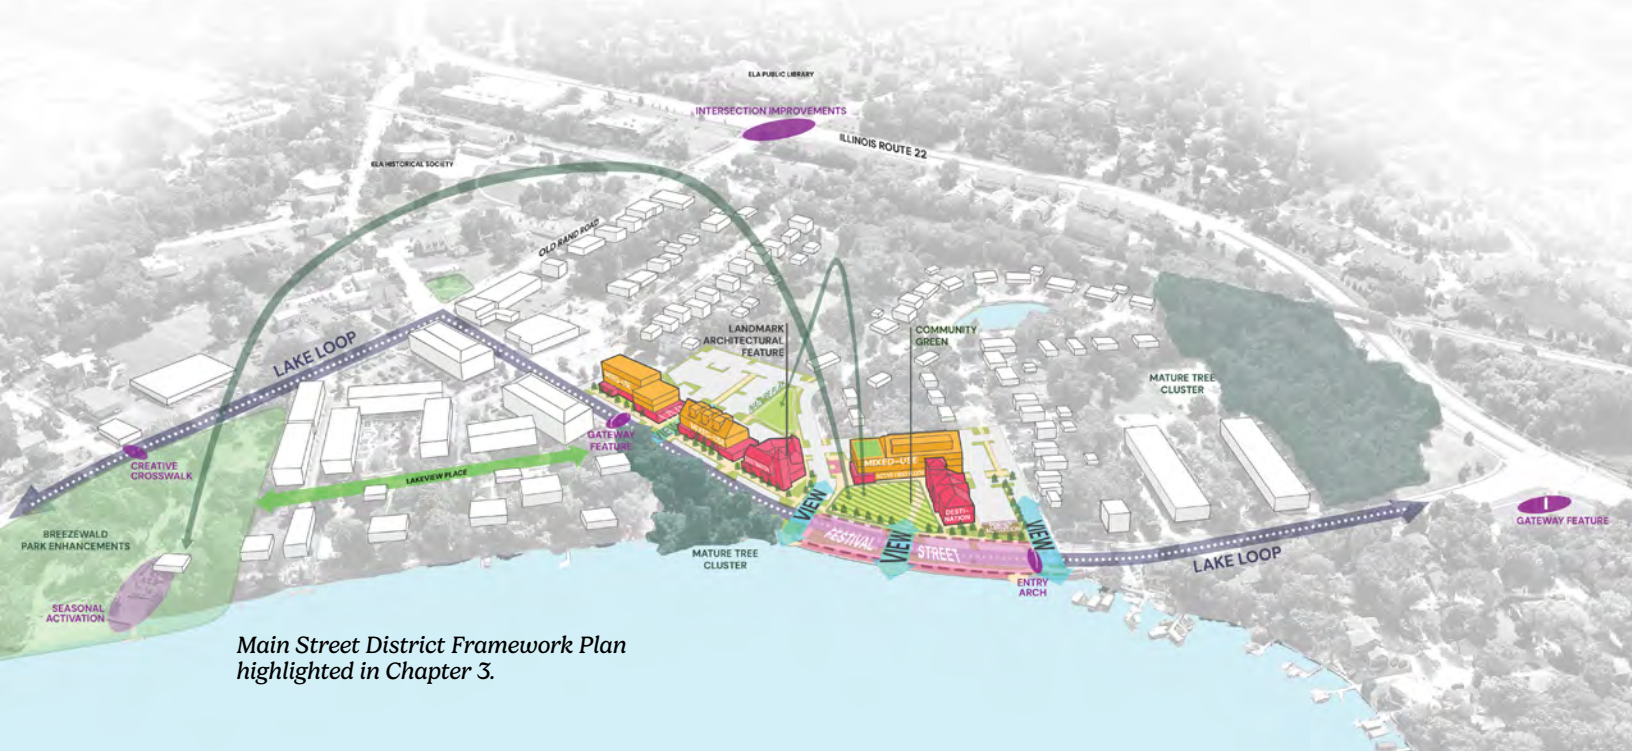 ELA PUBLIC LIBRARY
INTERSECTION IMPROVEMENTS
ILLINOIS ROUTE 22
ELA HISTORICAL SOCIETY
OLD RAND ROAD
LAKE LOOP
LANDMARK
ARCHITECTURAL
FEATURE
COMMUNITY
GREEN
MATURE TREE
CLUSTER
GATEWAY
FEATURE
CREATIVE
CROSSWALK
LAKEVIEW PLACE
MIXED-USE
DESTI-
NATION
VIEW
FESTIVAL
VIEW
STREET
VIEW
GATEWAY FEATURE
BREEZEWALD
PARK ENHANCEMENTS
MATURE TREE
CLUSTER
LAKE LOOP
ENTRY
ARCH
SEASONAL
ACTIVATION
Main Street District Framework Plan
highlighted in Chapter 3.